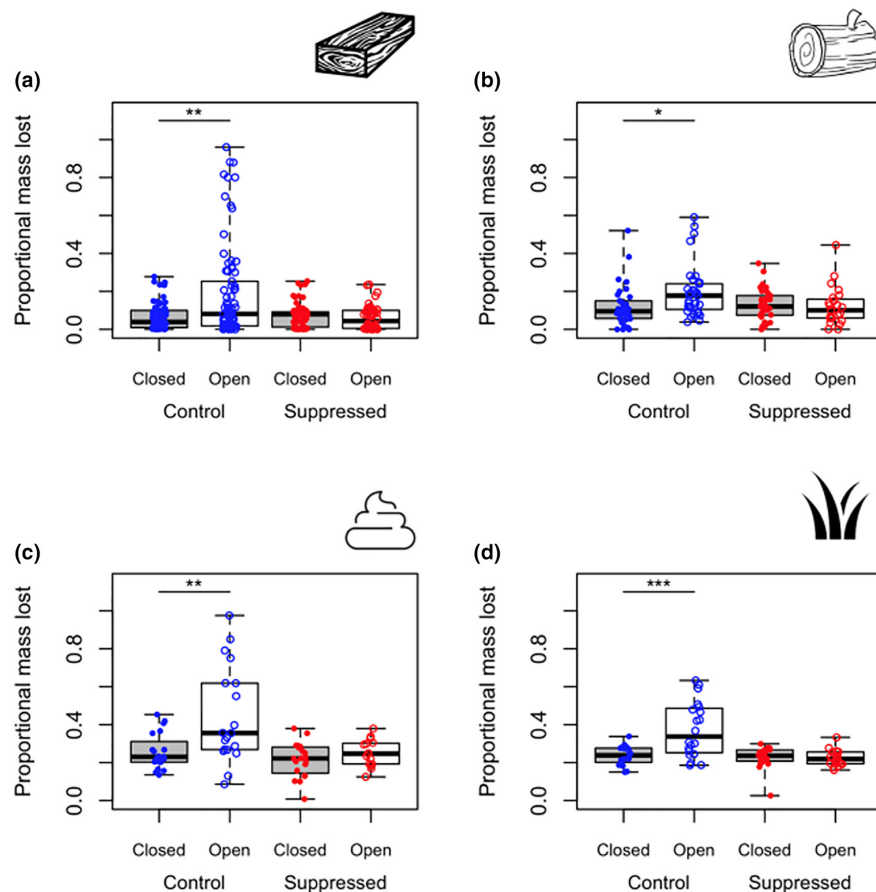 (a)
**
Proportional mass lost
0.8
0.4
0.0
Closed Open Closed Open
Control Suppressed
(b)
*
Proportional mass lost
0.8
0.4
0.0
Closed Open Closed Open
Control Suppressed
(c)
**
Proportional mass lost
0.8
0.4
0.0
Closed Open Closed Open
Control Suppressed
(d)
***
Proportional mass lost
0.8
0.4
0.0
Closed Open Closed Open
Control Suppressed